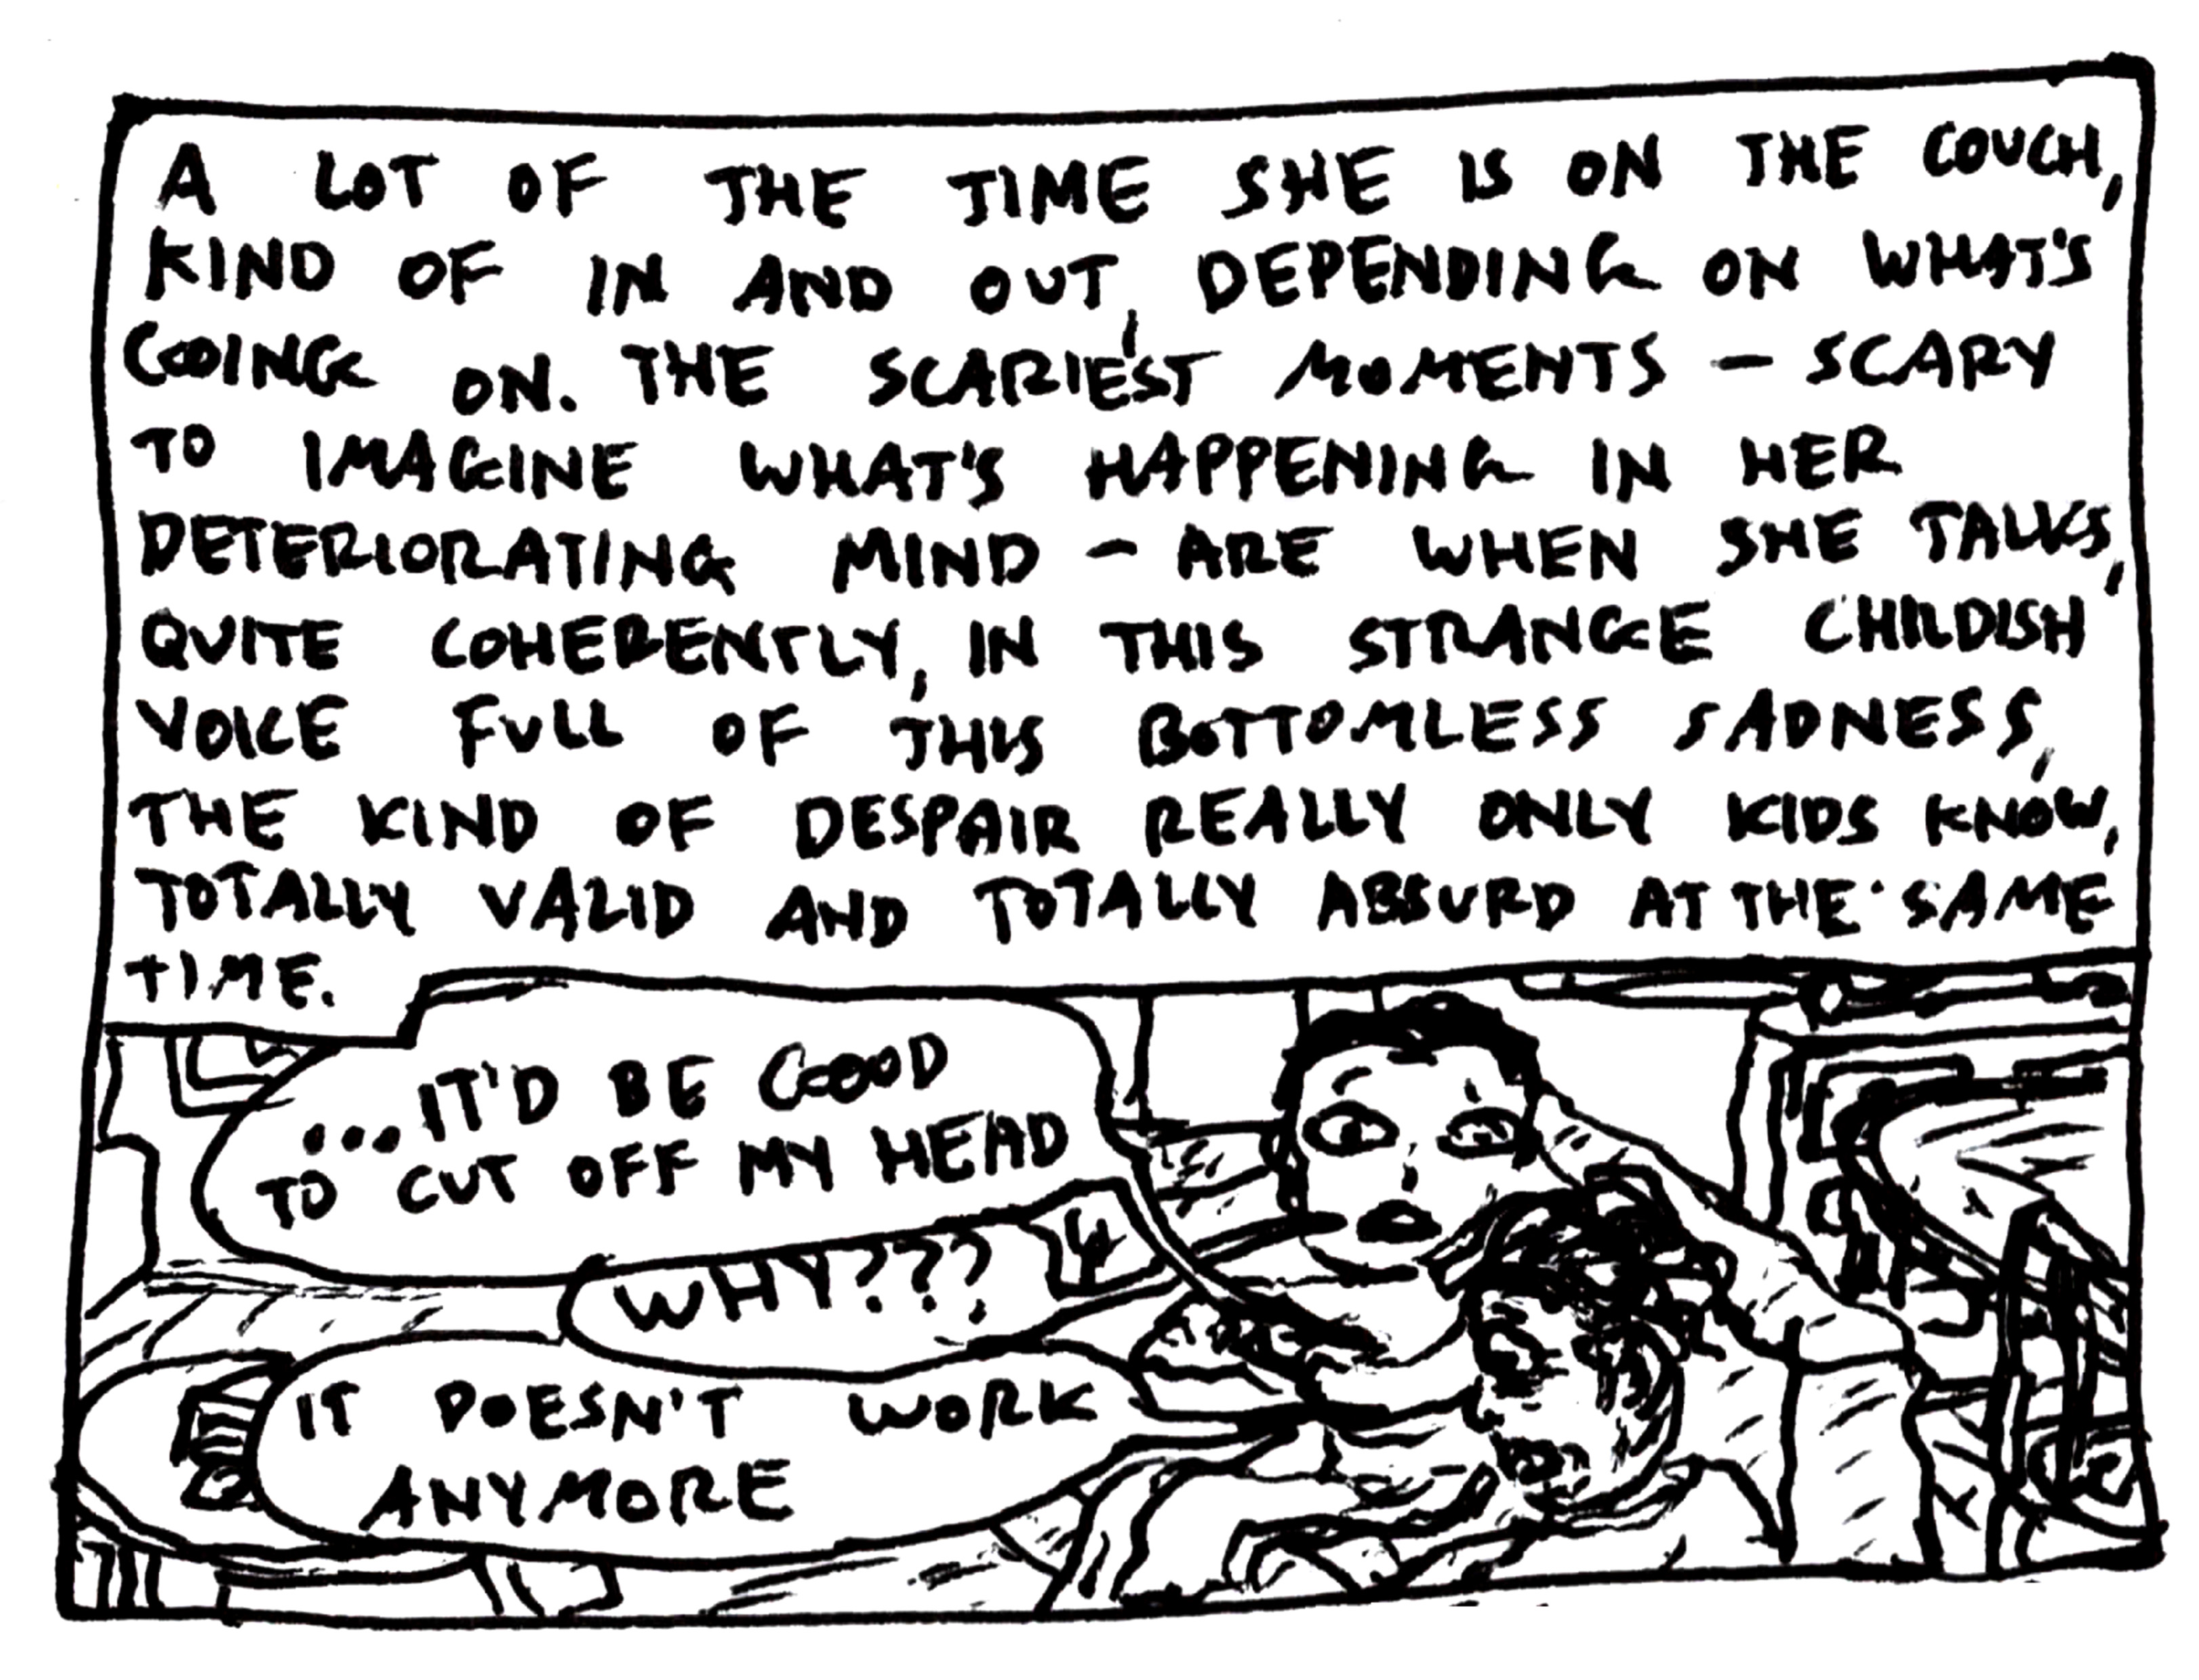 A LOT OF THE TIME SHE IS ON THE COUCH,
KIND OF IN AND OUT, DEPENDING ON WHAT'S
GOING ON. THE SCARIEST MOMENTS – SCARY
TO IMAGINE WHAT'S HAPPENING IN HER
DETERIORATING MIND – ARE WHEN SHE TALKS,
QUITE COHERENTLY, IN THIS STRANGE CHILDISH
VOICE FULL OF THIS BOTTOMLESS SADNESS,
THE KIND OF DESPAIR REALLY ONLY KIDS KNOW,
TOTALLY VALID AND TOTALLY ABSURD AT THE SAME
TIME.
...IT'D BE GOOD
TO CUT OFF MY HEAD
WHY???
IT DOESN'T WORK
ANYMORE